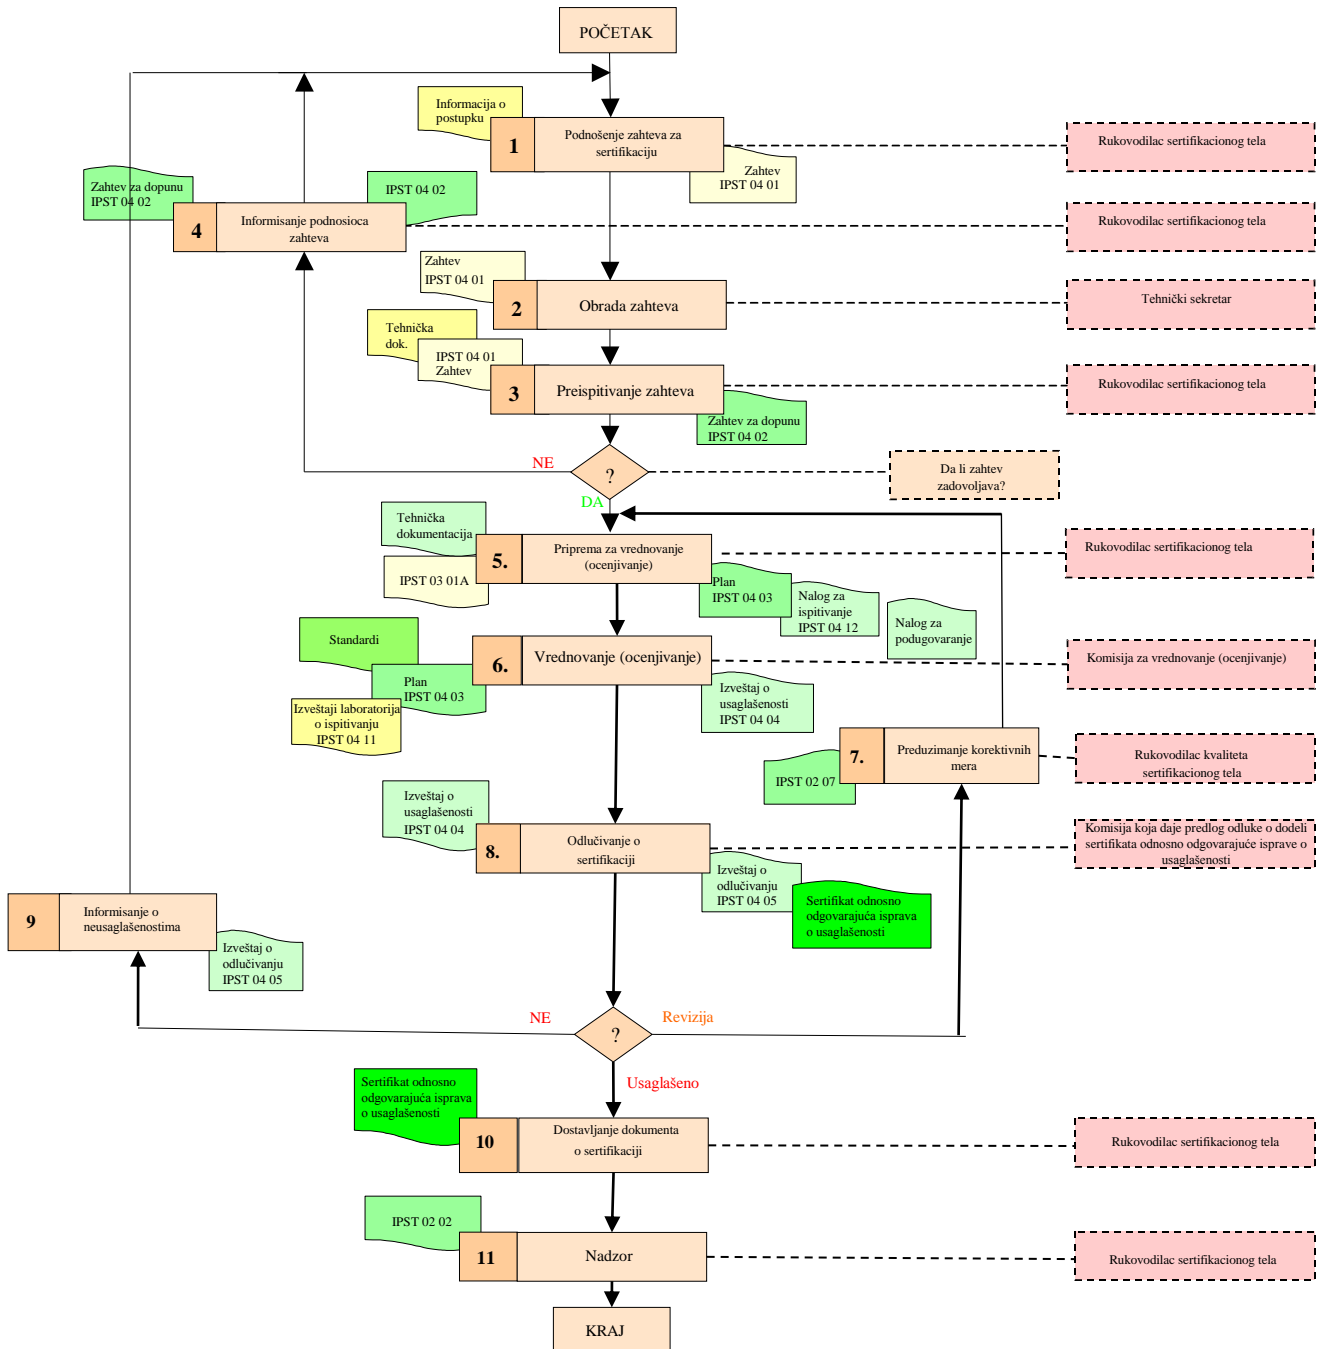 POČETAK
Informacija o
postupku
1
Podnošenje zahteva za
sertifikaciju
Rukovodilac sertifikacionog tela
Zahtev
IPST 04 01
Zahtev za dopunu
IPST 04 02
IPST 04 02
4
Informisanje podnosioca
zahteva
Rukovodilac sertifikacionog tela
Zahtev
IPST 04 01
2
Obrada zahteva
Tehnički sekretar
Tehnička
dok.
IPST 04 01
Zahtev
3
Preispitivanje zahteva
Rukovodilac sertifikacionog tela
Zahtev za dopunu
IPST 04 02
NE
?
Da li zahtev
zadovoljava?
DA
Tehnička
dokumentacija
5.
Priprema za vrednovanje
(ocenjivanje)
Rukovodilac sertifikacionog tela
IPST 03 01A
Plan
IPST 04 03
Nalog za
ispitivanje
IPST 04 12
Nalog za
podugovaranje
Standardi
6.
Vrednovanje (ocenjivanje)
Komisija za vrednovanje (ocenjivanje)
Plan
IPST 04 03
Izveštaj o
usaglašenosti
IPST 04 04
Izveštaji laboratorija
o ispitivanju
IPST 04 11
7.
Preduzimanje korektivnih
mera
Rukovodilac kvaliteta
sertifikacionog tela
IPST 02 07
Izveštaj o
usaglašenosti
IPST 04 04
8.
Odlučivanje o
sertifikaciji
Komisija koja daje predlog odluke o dodeli
sertifikata odnosno odgovarajuće isprave o
usaglašenosti
Izveštaj o
odlučivanju
IPST 04 05
Sertifikat odnosno
odgovarajuća isprava
o usaglašenosti
9
Informisanje o
neusaglašenostima
Izveštaj o
odlučivanju
IPST 04 05
NE
?
Revizija
Usaglašeno
Sertifikat odnosno
odgovarajuća isprava
o usaglašenosti
10
Dostavljanje dokumenta
o sertifikaciji
Rukovodilac sertifikacionog tela
IPST 02 02
11
Nadzor
Rukovodilac sertifikacionog tela
KRAJ